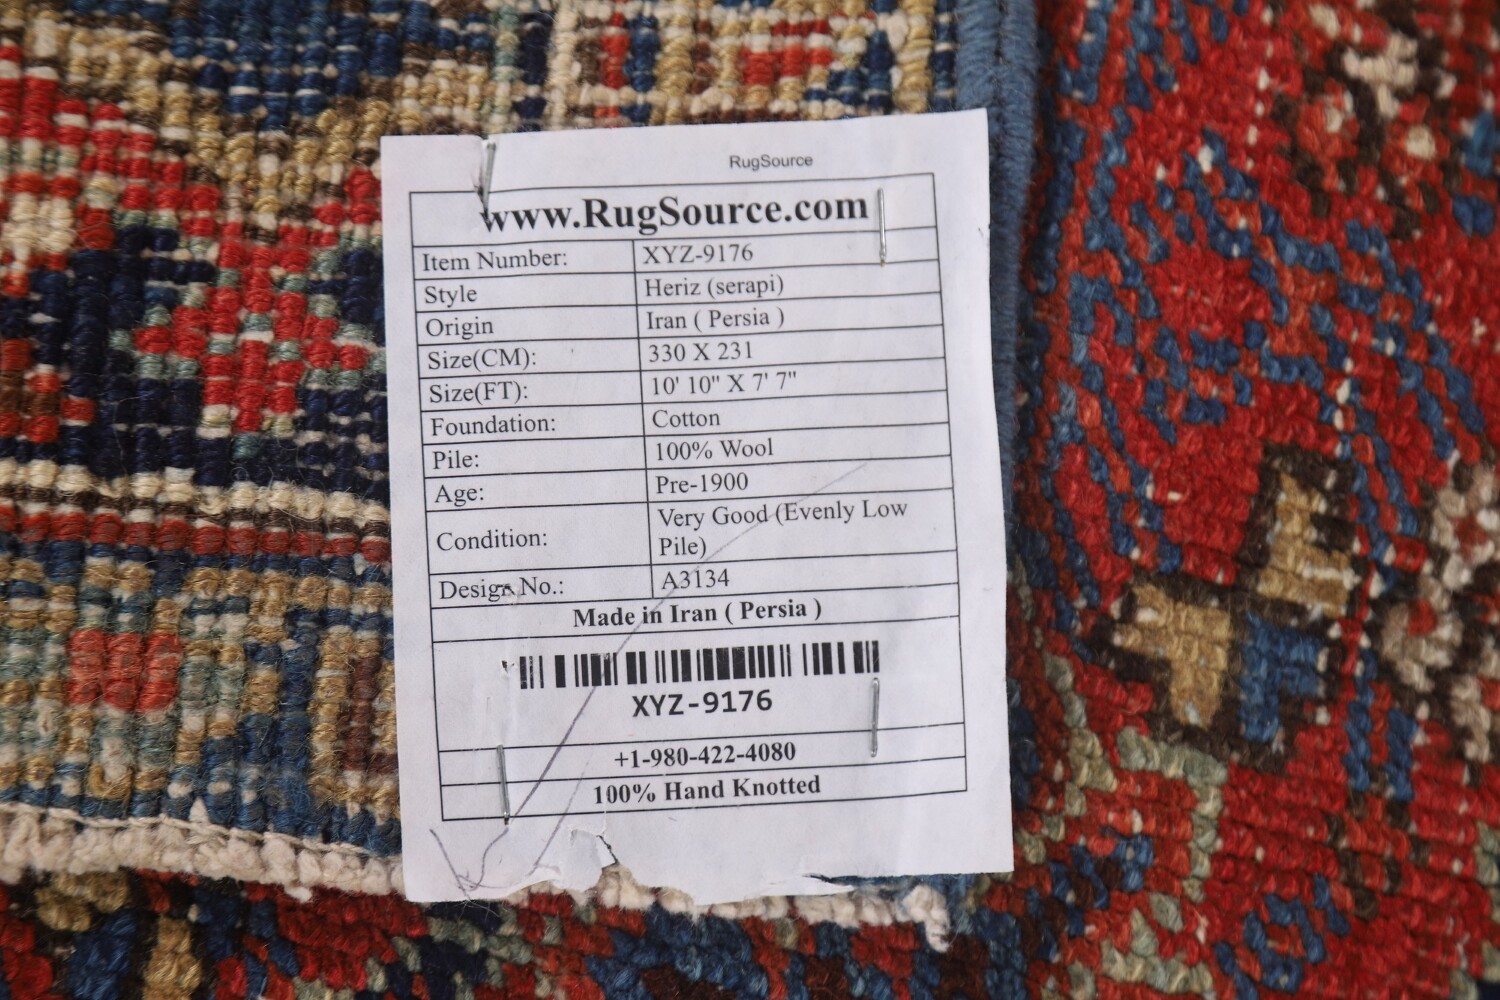 RugSource
www.RugSource.com
Item Number: XYZ-9176
Style Heriz (serapi)
Origin Iran ( Persia )
Size(CM): 330 X 231
Size(FT): 10' 10" X 7' 7"
Foundation: Cotton
Pile: 100% Wool
Age: Pre-1900
Condition: Very Good (Evenly Low
Pile)
Design No.: A3134
Made in Iran ( Persia )
XYZ-9176
+1-980-422-4080
100% Hand Knotted